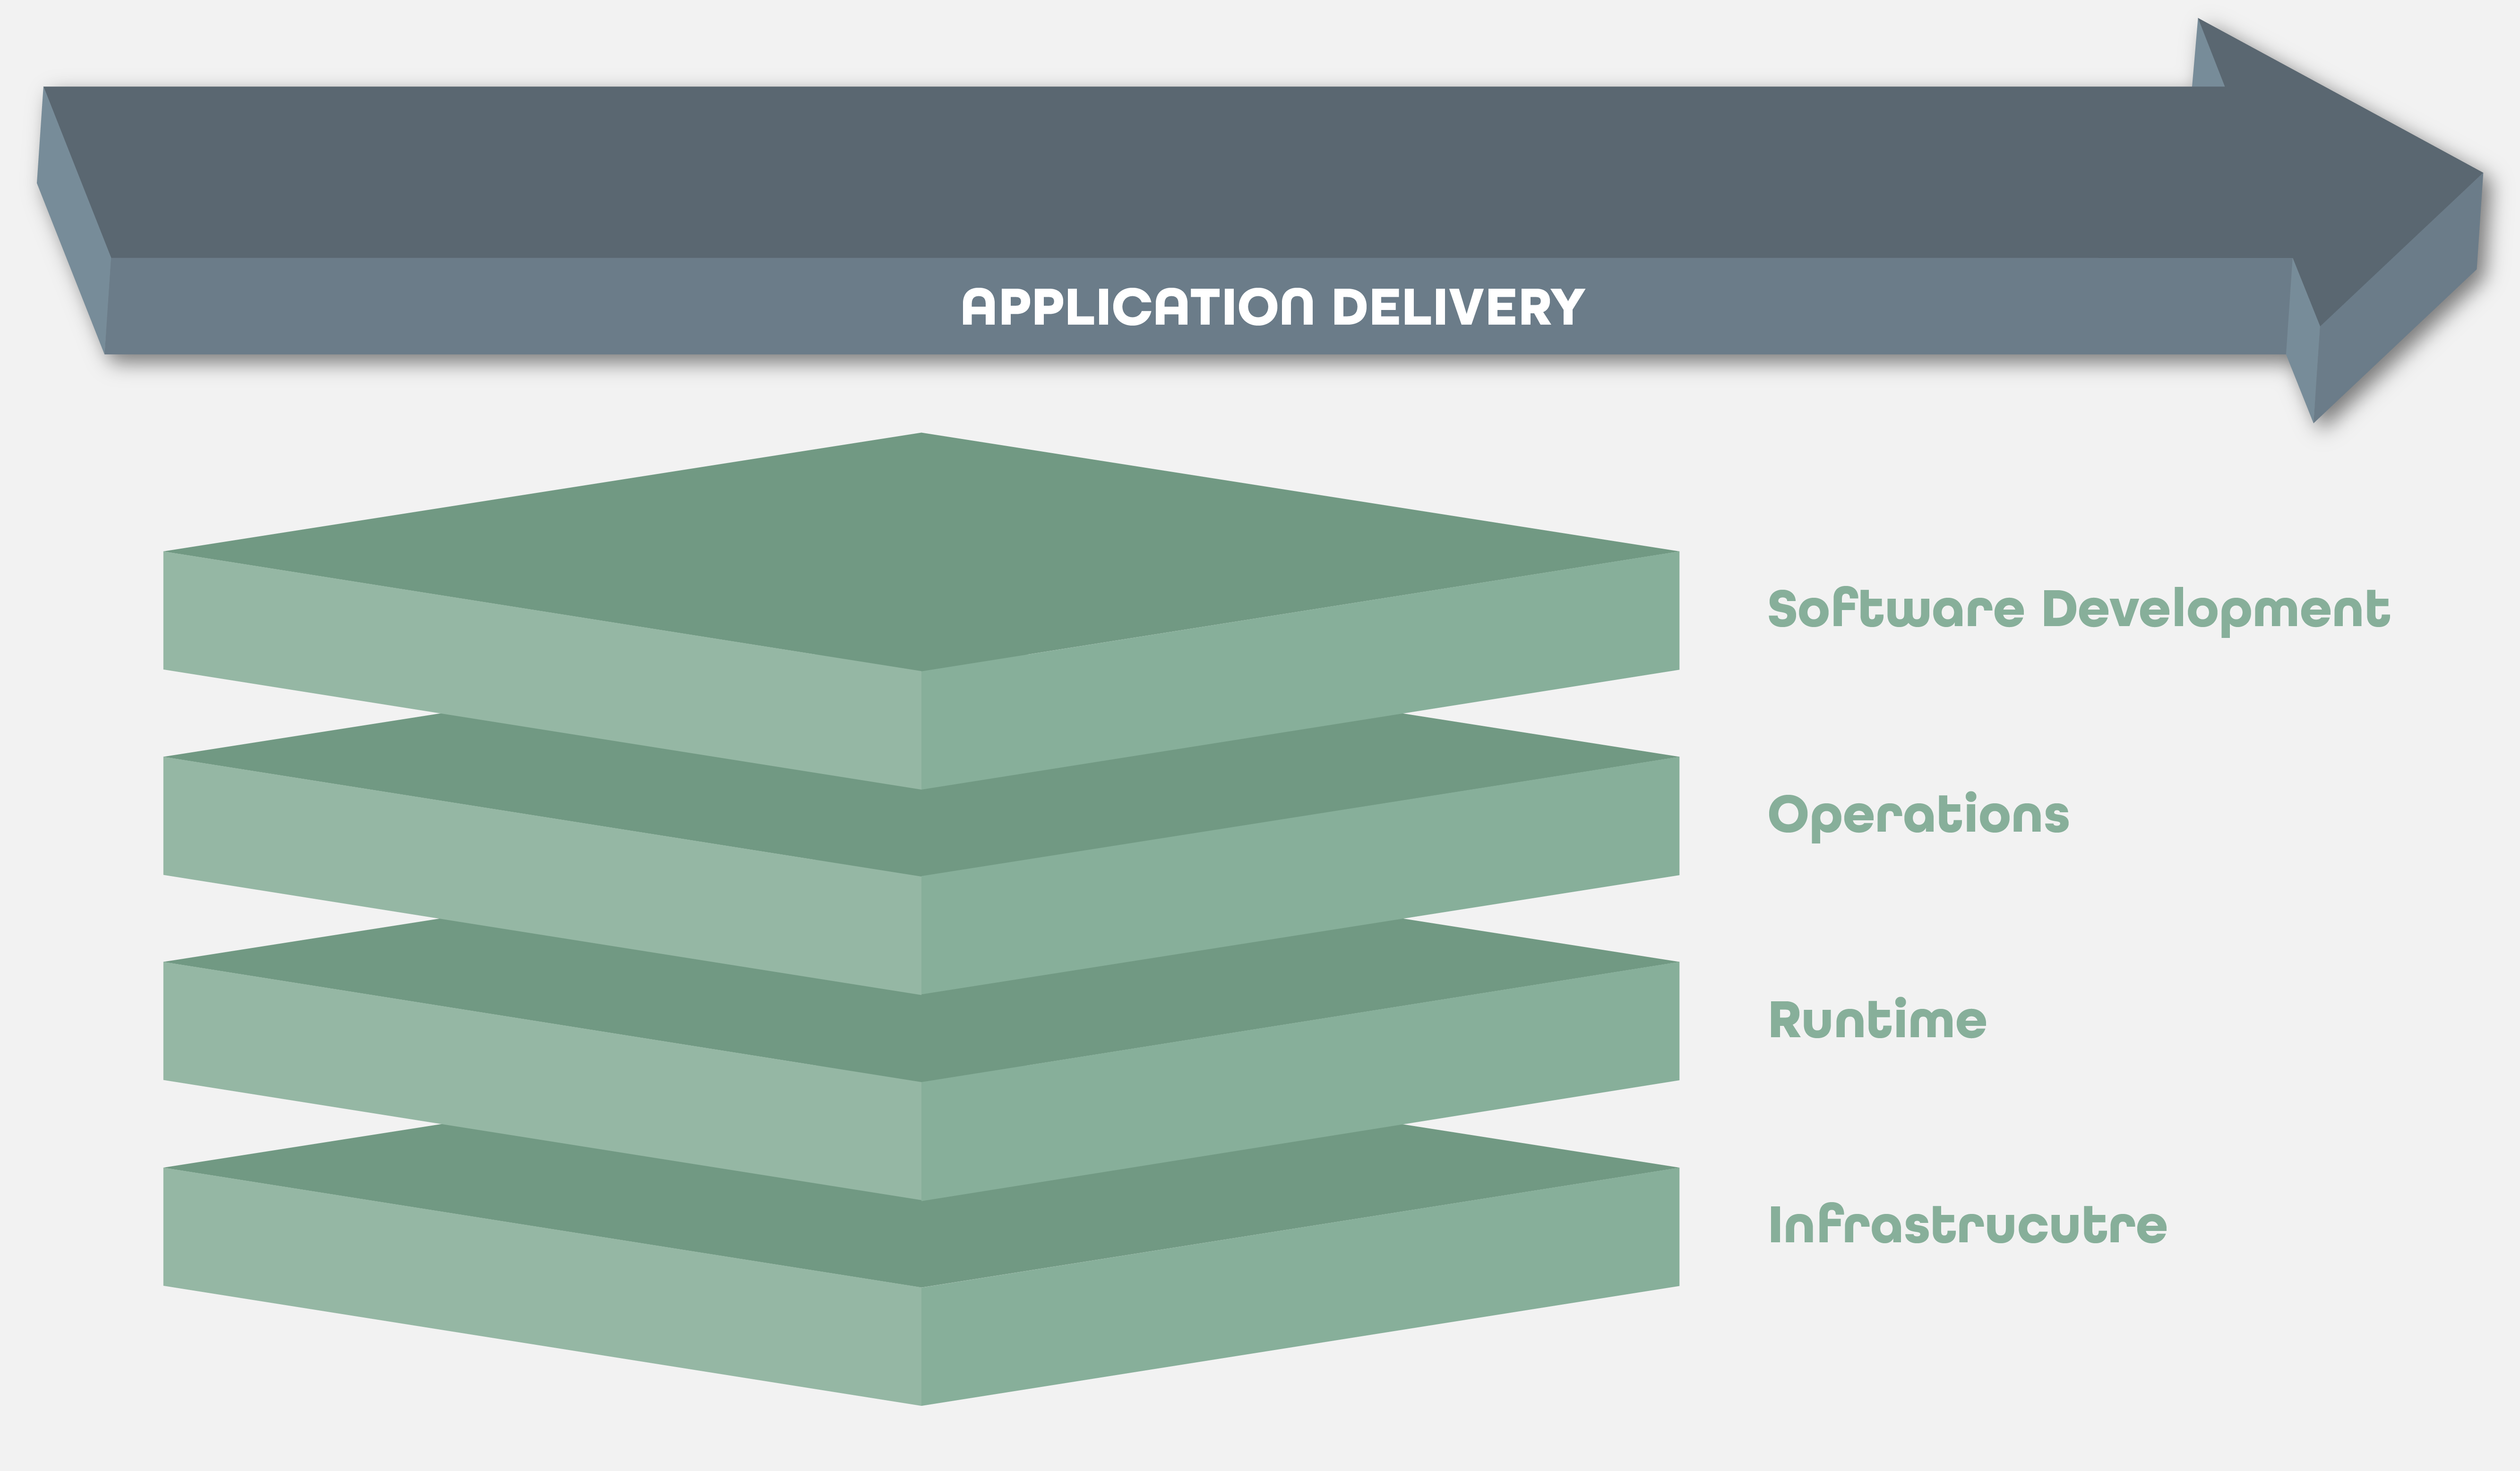 APPLICATION DELIVERY
Software Development
Operations
Runtime
Infrastrucutre